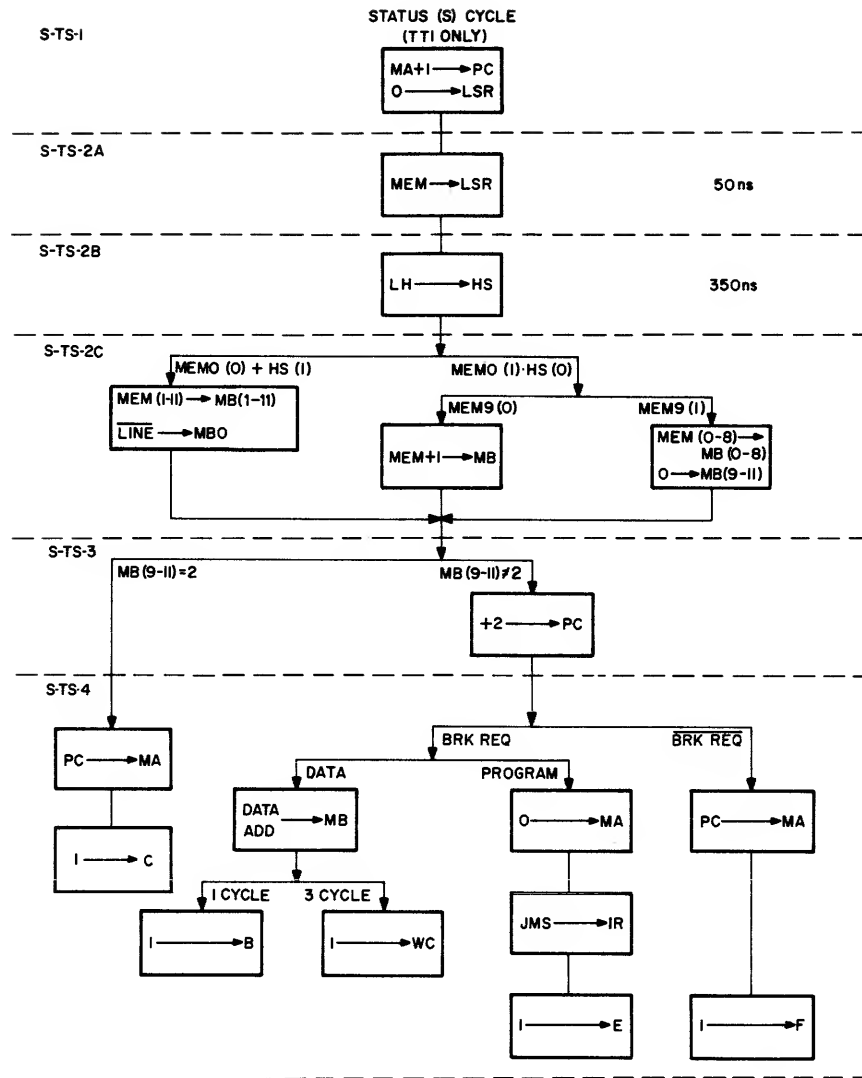 STATUS (S) CYCLE
(TTI ONLY)
S-TS-1
MA+1 → PC
0 → LSR
S-TS-2A
MEM → LSR
50ns
S-TS-2B
LH → HS
350ns
S-TS-2C
MEM0 (0) + HS (1)
MEM0 (1)·HS (0)
MEM (1-11) → MB(1-11)
LINE → MB0
MEM9(0)
MEM9 (1)
MEM+1 → MB
MEM (0-8) →
MB (0-8)
0 → MB(9-11)
S-TS-3
MB (9-11)=2
MB (9-11)≠2
+2 → PC
S-TS-4
BRK REQ
BRK REQ
PC → MA
DATA
PROGRAM
DATA
ADD → MB
0 → MA
PC → MA
1 → C
1 CYCLE
3 CYCLE
1 → B
1 → WC
JMS → IR
1 → E
1 → F